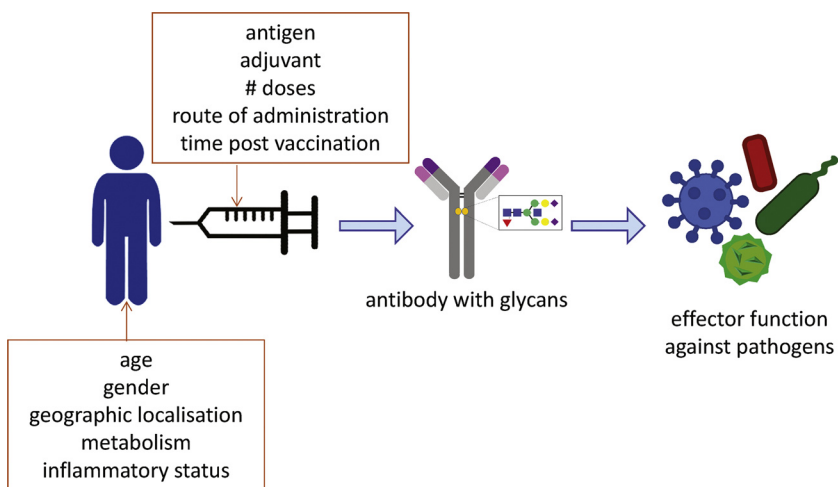 antigen
adjuvant
# doses
route of administration
time post vaccination
antibody with glycans
effector function
against pathogens
age
gender
geographic localisation
metabolism
inflammatory status